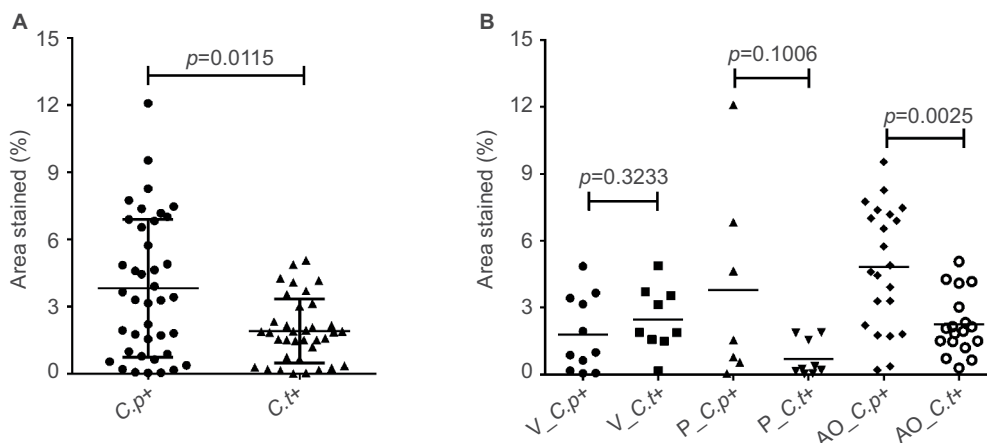 A
B
15
12
9
6
3
0
Area stained (%)
p=0.0115
C.p+
C.t+
15
12
9
6
3
0
Area stained (%)
p=0.3233
p=0.1006
p=0.0025
V_C.p+
V_C.t+
P_C.p+
P_C.t+
AO_C.p+
AO_C.t+